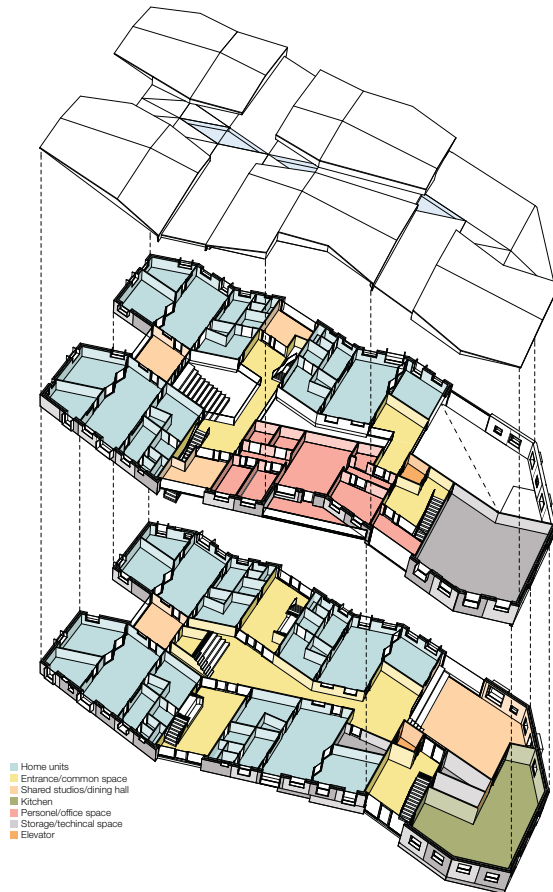 Home units
Entrance/common space
Shared studios/dining hall
Kitchen
Personel/office space
Storage/techincal space
Elevator